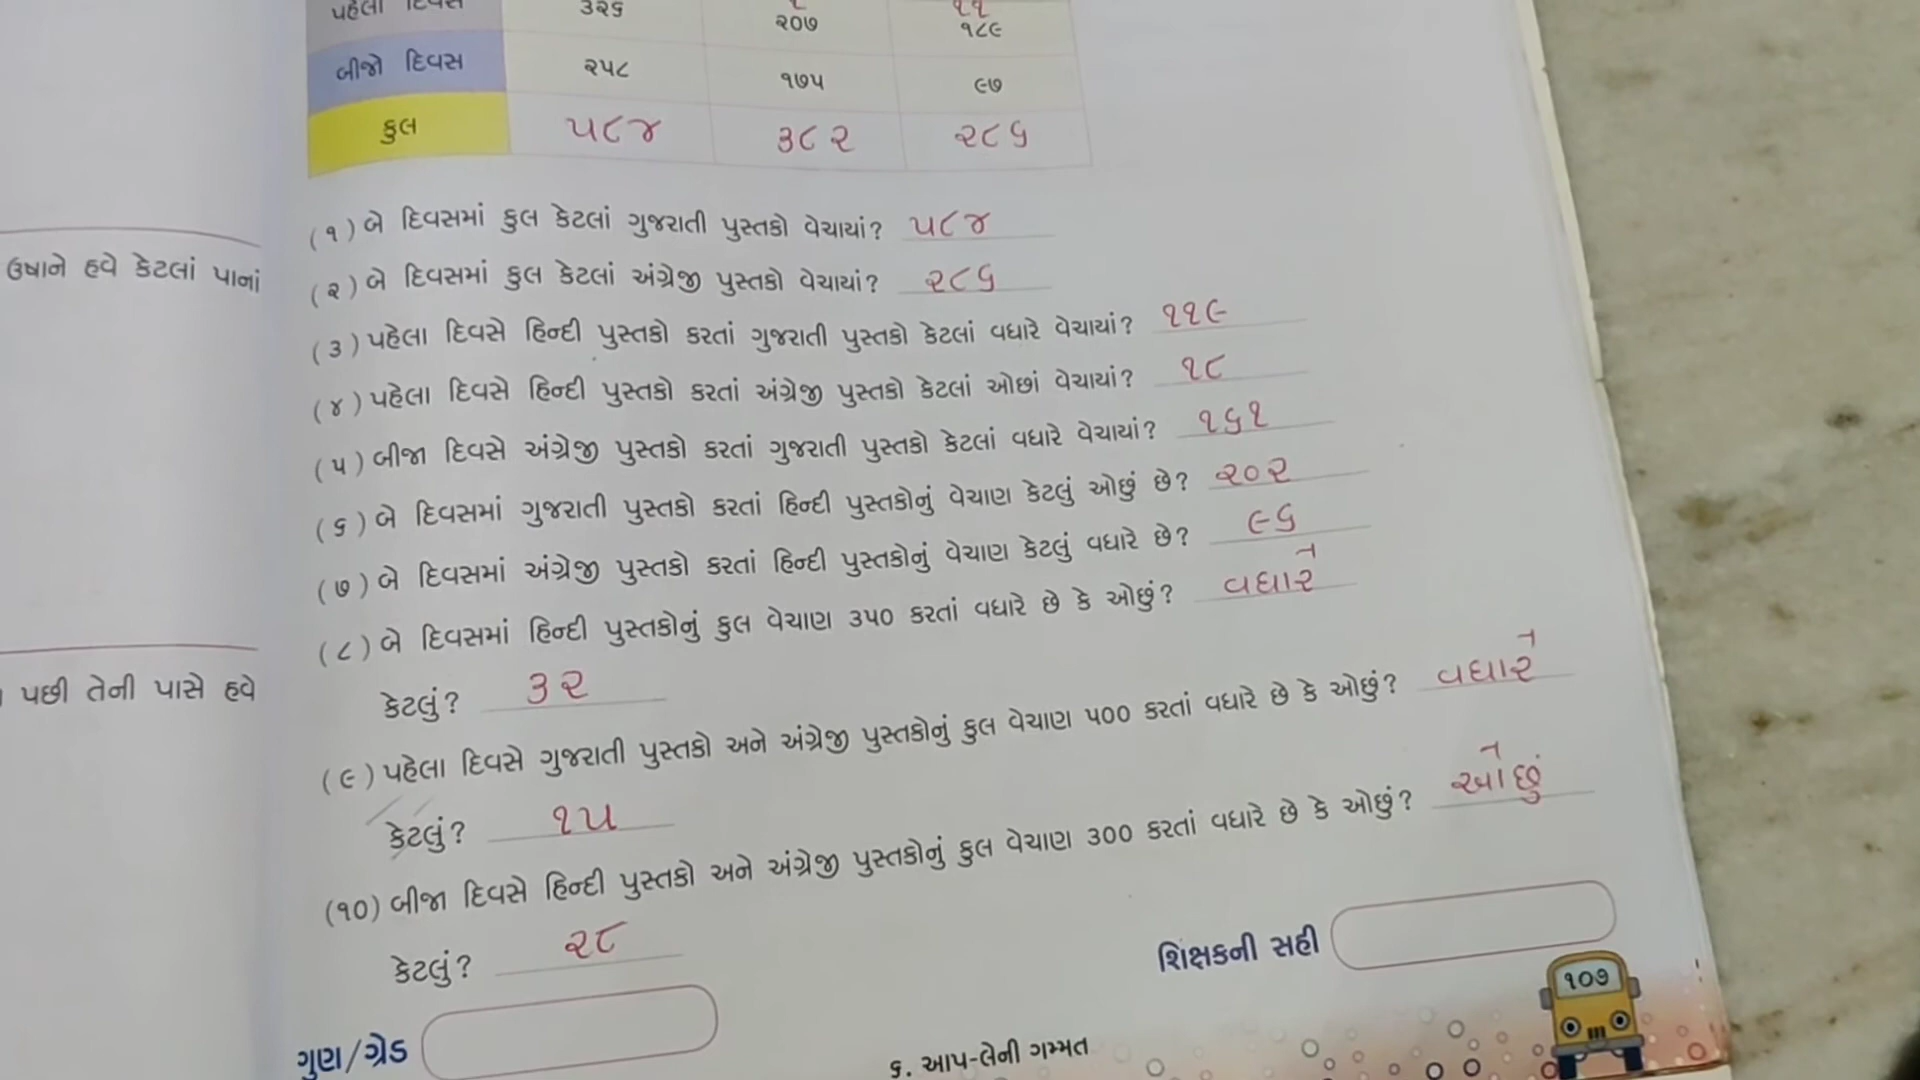 પહેલો દિવસ ૩૨૬ ૨૦૭ ૧૮૯
બીજો દિવસ ૨૫૮ ૧૭૫ ૯૭
કુલ ૫૮૪ ૩૮૨ ૨૮૬
(૧) બે દિવસમાં કુલ કેટલાં ગુજરાતી પુસ્તકો વેચાયાં? ૫૮૪
(૨) બે દિવસમાં કુલ કેટલાં અંગ્રેજી પુસ્તકો વેચાયાં? ૨૮૬
ઉષાને હવે કેટલાં પાનાં
(૩) પહેલા દિવસે હિન્દી પુસ્તકો કરતાં ગુજરાતી પુસ્તકો કેટલાં વધારે વેચાયાં? ૧૧૯
(૪) પહેલા દિવસે હિન્દી પુસ્તકો કરતાં અંગ્રેજી પુસ્તકો કેટલાં ઓછાં વેચાયાં? ૧૮
(૫) બીજા દિવસે અંગ્રેજી પુસ્તકો કરતાં ગુજરાતી પુસ્તકો કેટલાં વધારે વેચાયાં? ૧૬૧
(૬) બે દિવસમાં ગુજરાતી પુસ્તકો કરતાં હિન્દી પુસ્તકોનું વેચાણ કેટલું ઓછું છે? ૨૦૨
(૭) બે દિવસમાં અંગ્રેજી પુસ્તકો કરતાં હિન્દી પુસ્તકોનું વેચાણ કેટલું વધારે છે? ૯૬
(૮) બે દિવસમાં હિન્દી પુસ્તકોનું કુલ વેચાણ ૩૫૦ કરતાં વધારે છે કે ઓછું? વધારે
કેટલું? ૩૨
પછી તેની પાસે હવે
(૯) પહેલા દિવસે ગુજરાતી પુસ્તકો અને અંગ્રેજી પુસ્તકોનું કુલ વેચાણ ૫૦૦ કરતાં વધારે છે કે ઓછું? વધારે
કેટલું? ૧૫
(૧૦) બીજા દિવસે હિન્દી પુસ્તકો અને અંગ્રેજી પુસ્તકોનું કુલ વેચાણ ૩૦૦ કરતાં વધારે છે કે ઓછું? ઓછું
કેટલું? ૨૮
શિક્ષકની સહી
ગુણ/ગ્રેડ
૬. આપ-લેની ગમ્મત
૧૦૭